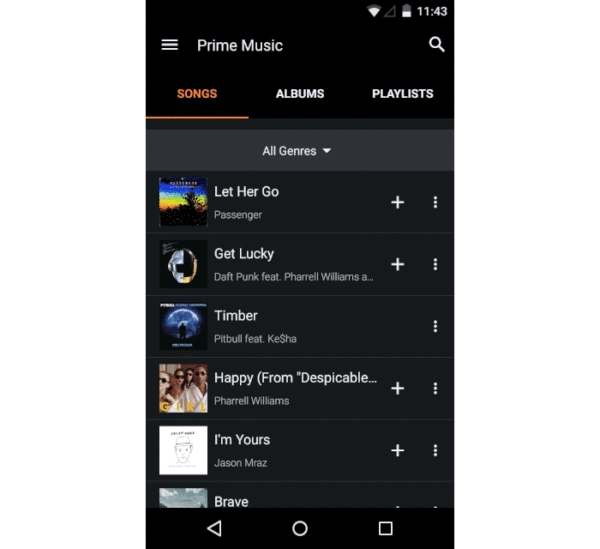 11:43
Prime Music
SONGS ALBUMS PLAYLISTS
All Genres
Let Her Go
Passenger
Get Lucky
Daft Punk feat. Pharrell Williams a...
Timber
Pitbull feat. Ke$ha
Happy (From "Despicable...
Pharrell Williams
GIRL
I'm Yours
Jason Mraz
Brave